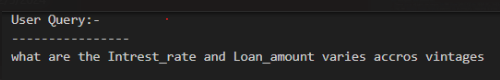 User Query:-
----------------
what are the Intrest_rate and Loan_amount varies accros vintages